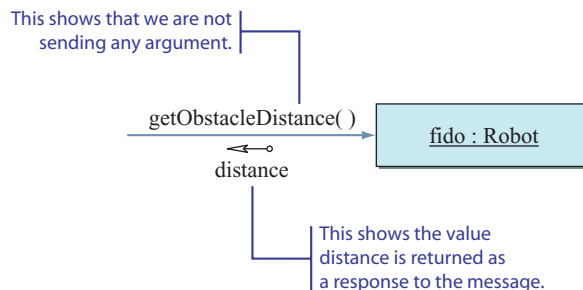 This shows that we are not
sending any argument.
getObstacleDistance( )
fido : Robot
distance
This shows the value
distance is returned as
a response to the message.